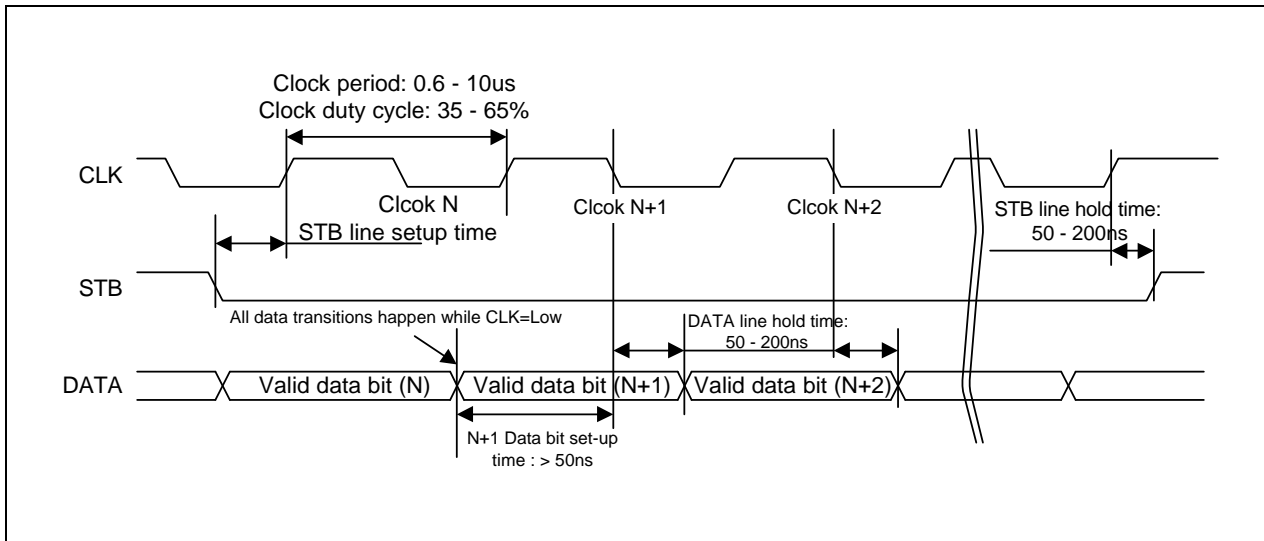 Clock period: 0.6 - 10us
Clock duty cycle: 35 - 65%
CLK
Clcok N
Clcok N+1
Clcok N+2
STB line hold time:
50 - 200ns
STB line setup time
STB
All data transitions happen while CLK=Low
DATA line hold time:
50 - 200ns
DATA
Valid data bit (N)
Valid data bit (N+1)
Valid data bit (N+2)
N+1 Data bit set-up
time : > 50ns